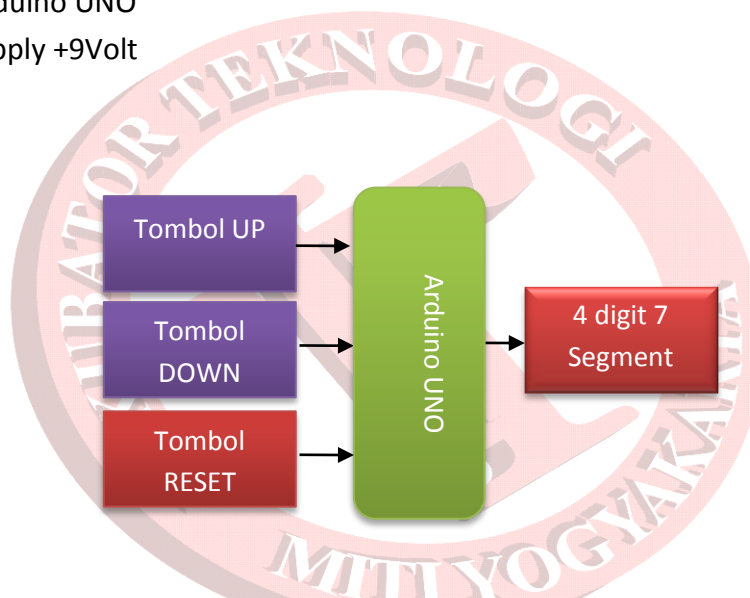 duino UNO
pply +9Volt
Tombol UP
Tombol
DOWN
Tombol
RESET
Arduino UNO
4 digit 7
Segment
TEKNOLOGI
MITI YOGYAKARTA